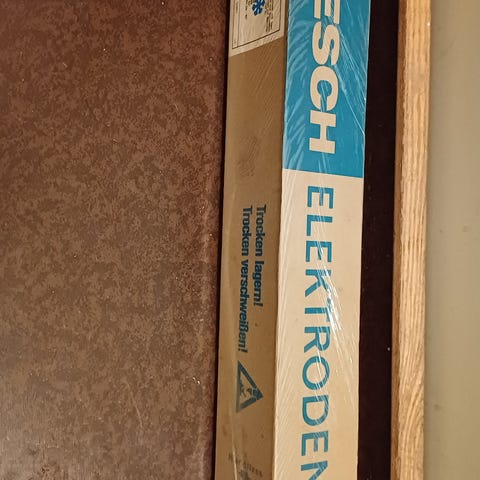 ESCH ELEKTRODEN
Trocken lagern!
Trocken verschweißen!